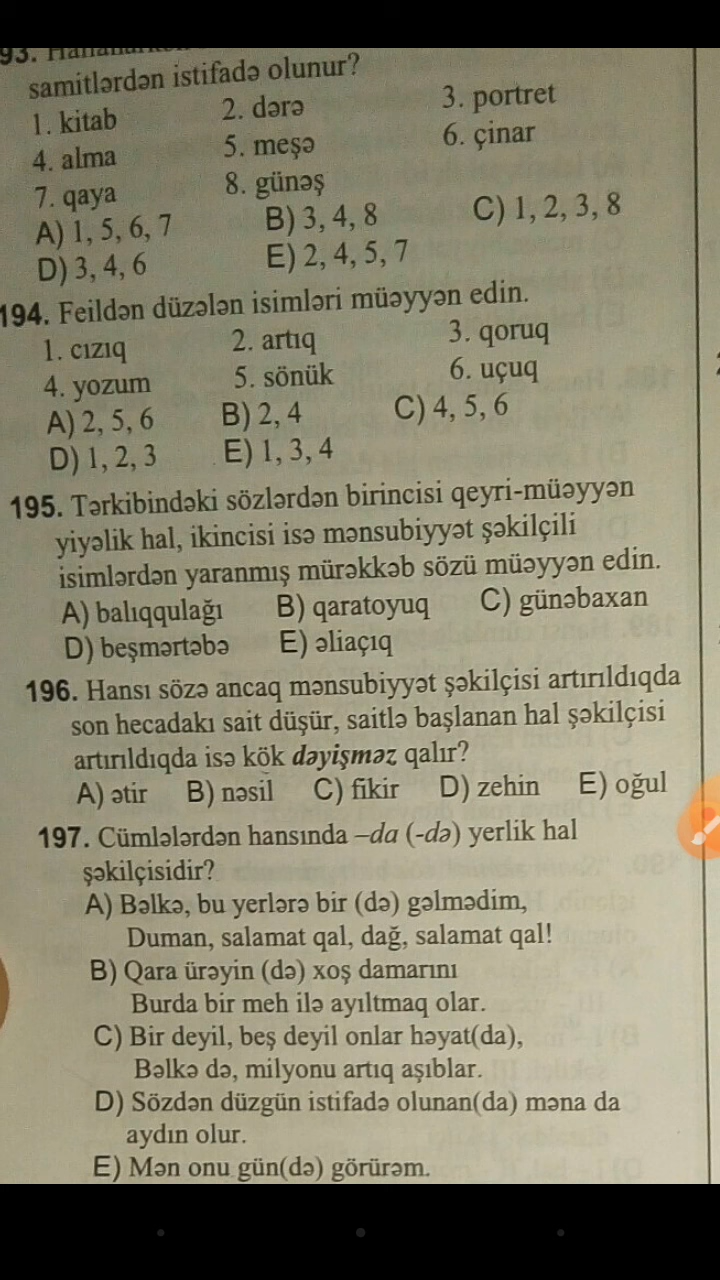 93.
samitlərdən istifadə olunur?
1. kitab 2. dərə 3. portret
4. alma 5. meşə 6. çinar
7. qaya 8. günəş
A) 1, 5, 6, 7 B) 3, 4, 8 C) 1, 2, 3, 8
D) 3, 4, 6 E) 2, 4, 5, 7
194. Feildən düzələn isimləri müəyyən edin.
1. cızıq 2. artıq 3. qoruq
4. yozum 5. sönük 6. uçuq
A) 2, 5, 6 B) 2, 4 C) 4, 5, 6
D) 1, 2, 3 E) 1, 3, 4
195. Tərkibindəki sözlərdən birincisi qeyri-müəyyən
yiyəlik hal, ikincisi isə mənsubiyyət şəkilçili
isimlərdən yaranmış mürəkkəb sözü müəyyən edin.
A) balıqqulağı B) qaratoyuq C) günəbaxan
D) beşmərtəbə E) əliaçıq
196. Hansı sözə ancaq mənsubiyyət şəkilçisi artırıldıqda
son hecadakı sait düşür, saitlə başlanan hal şəkilçisi
artırıldıqda isə kök dəyişməz qalır?
A) ətir B) nəsil C) fikir D) zehin E) oğul
197. Cümlələrdən hansında –da (-də) yerlik hal
şəkilçisidir?
A) Bəlkə, bu yerlərə bir (də) gəlmədim,
Duman, salamat qal, dağ, salamat qal!
B) Qara ürəyin (də) xoş damarını
Burda bir meh ilə ayıltmaq olar.
C) Bir deyil, beş deyil onlar həyat(da),
Bəlkə də, milyonu artıq aşıblar.
D) Sözdən düzgün istifadə olunan(da) məna da
aydın olur.
E) Mən onu gün(də) görürəm.